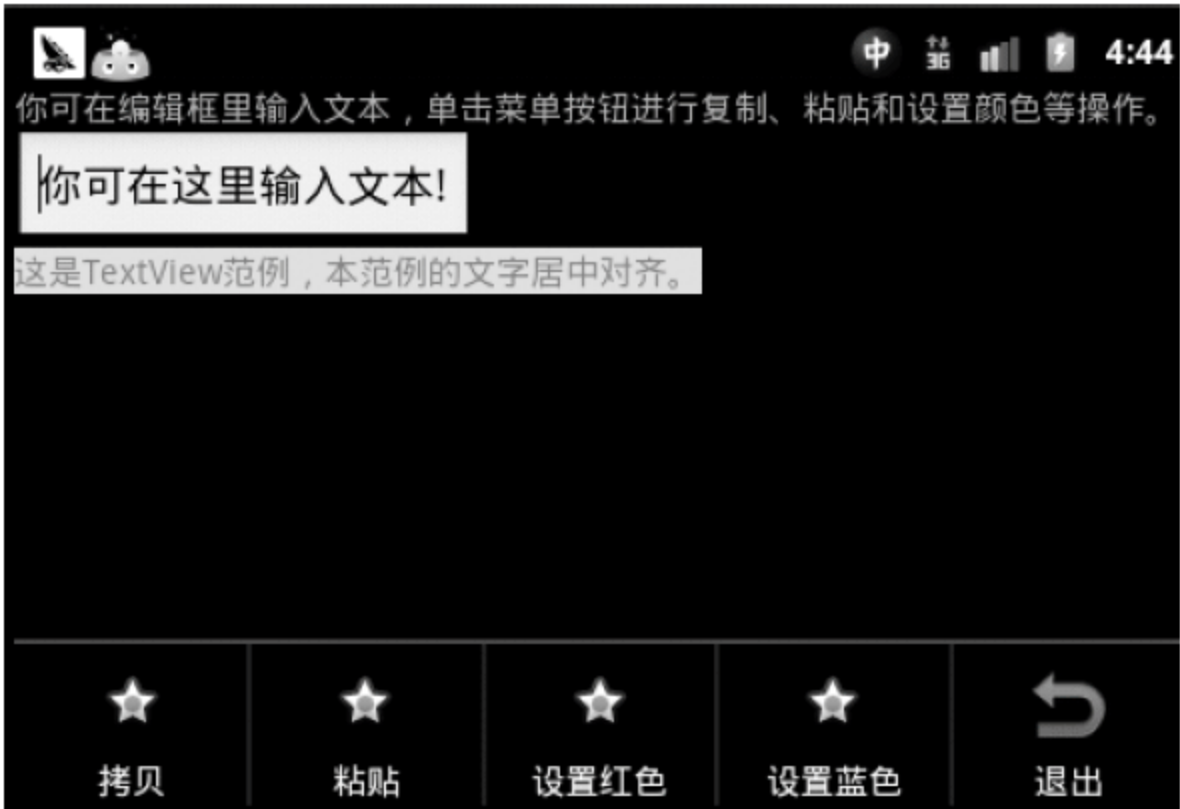 中 3G 4:44
你可在编辑框里输入文本，单击菜单按钮进行复制、粘贴和设置颜色等操作。
你可在这里输入文本!
这是TextView范例，本范例的文字居中对齐。
拷贝 粘贴 设置红色 设置蓝色 退出